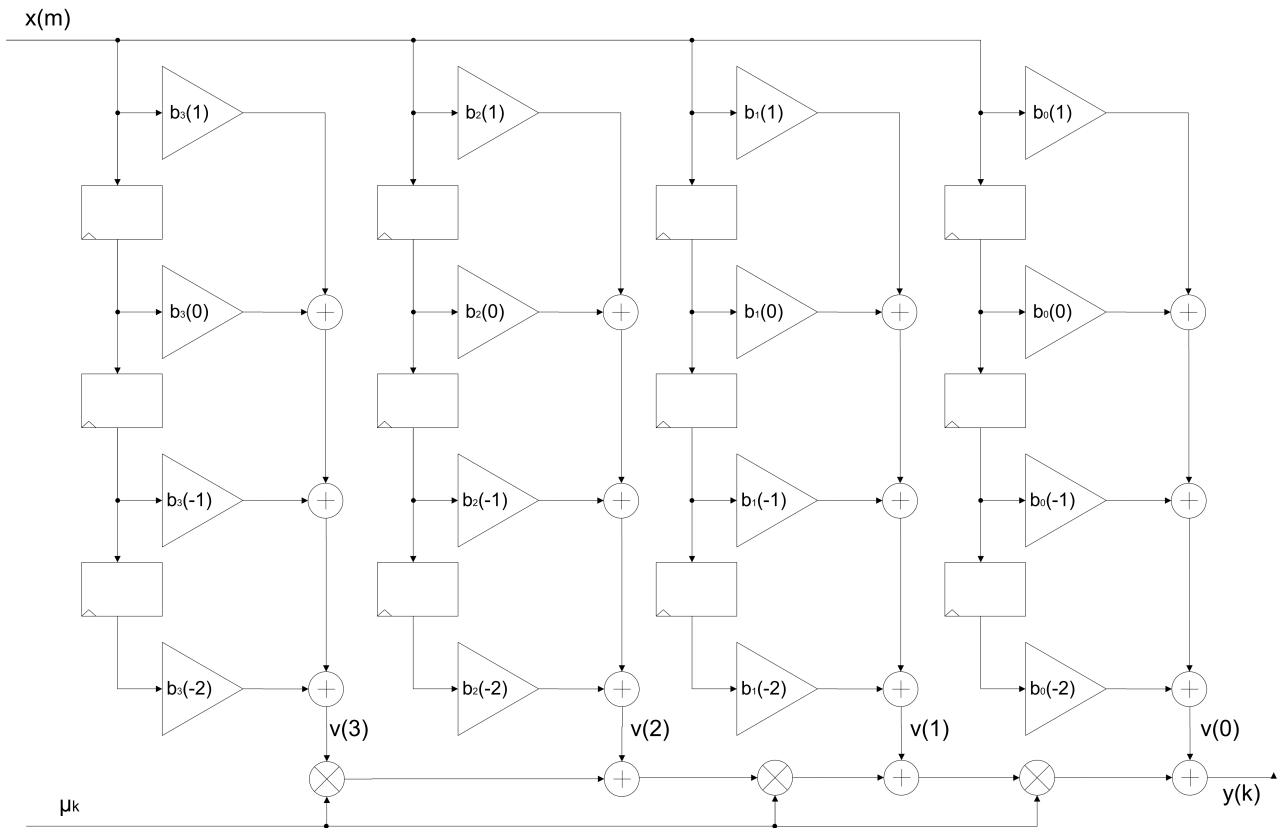 x(m)
b₃(1) b₂(1) b₁(1) b₀(1)
b₃(0) b₂(0) b₁(0) b₀(0)
b₃(-1) b₂(-1) b₁(-1) b₀(-1)
b₃(-2) b₂(-2) b₁(-2) b₀(-2)
v(3) v(2) v(1) v(0)
y(k)
μₖ